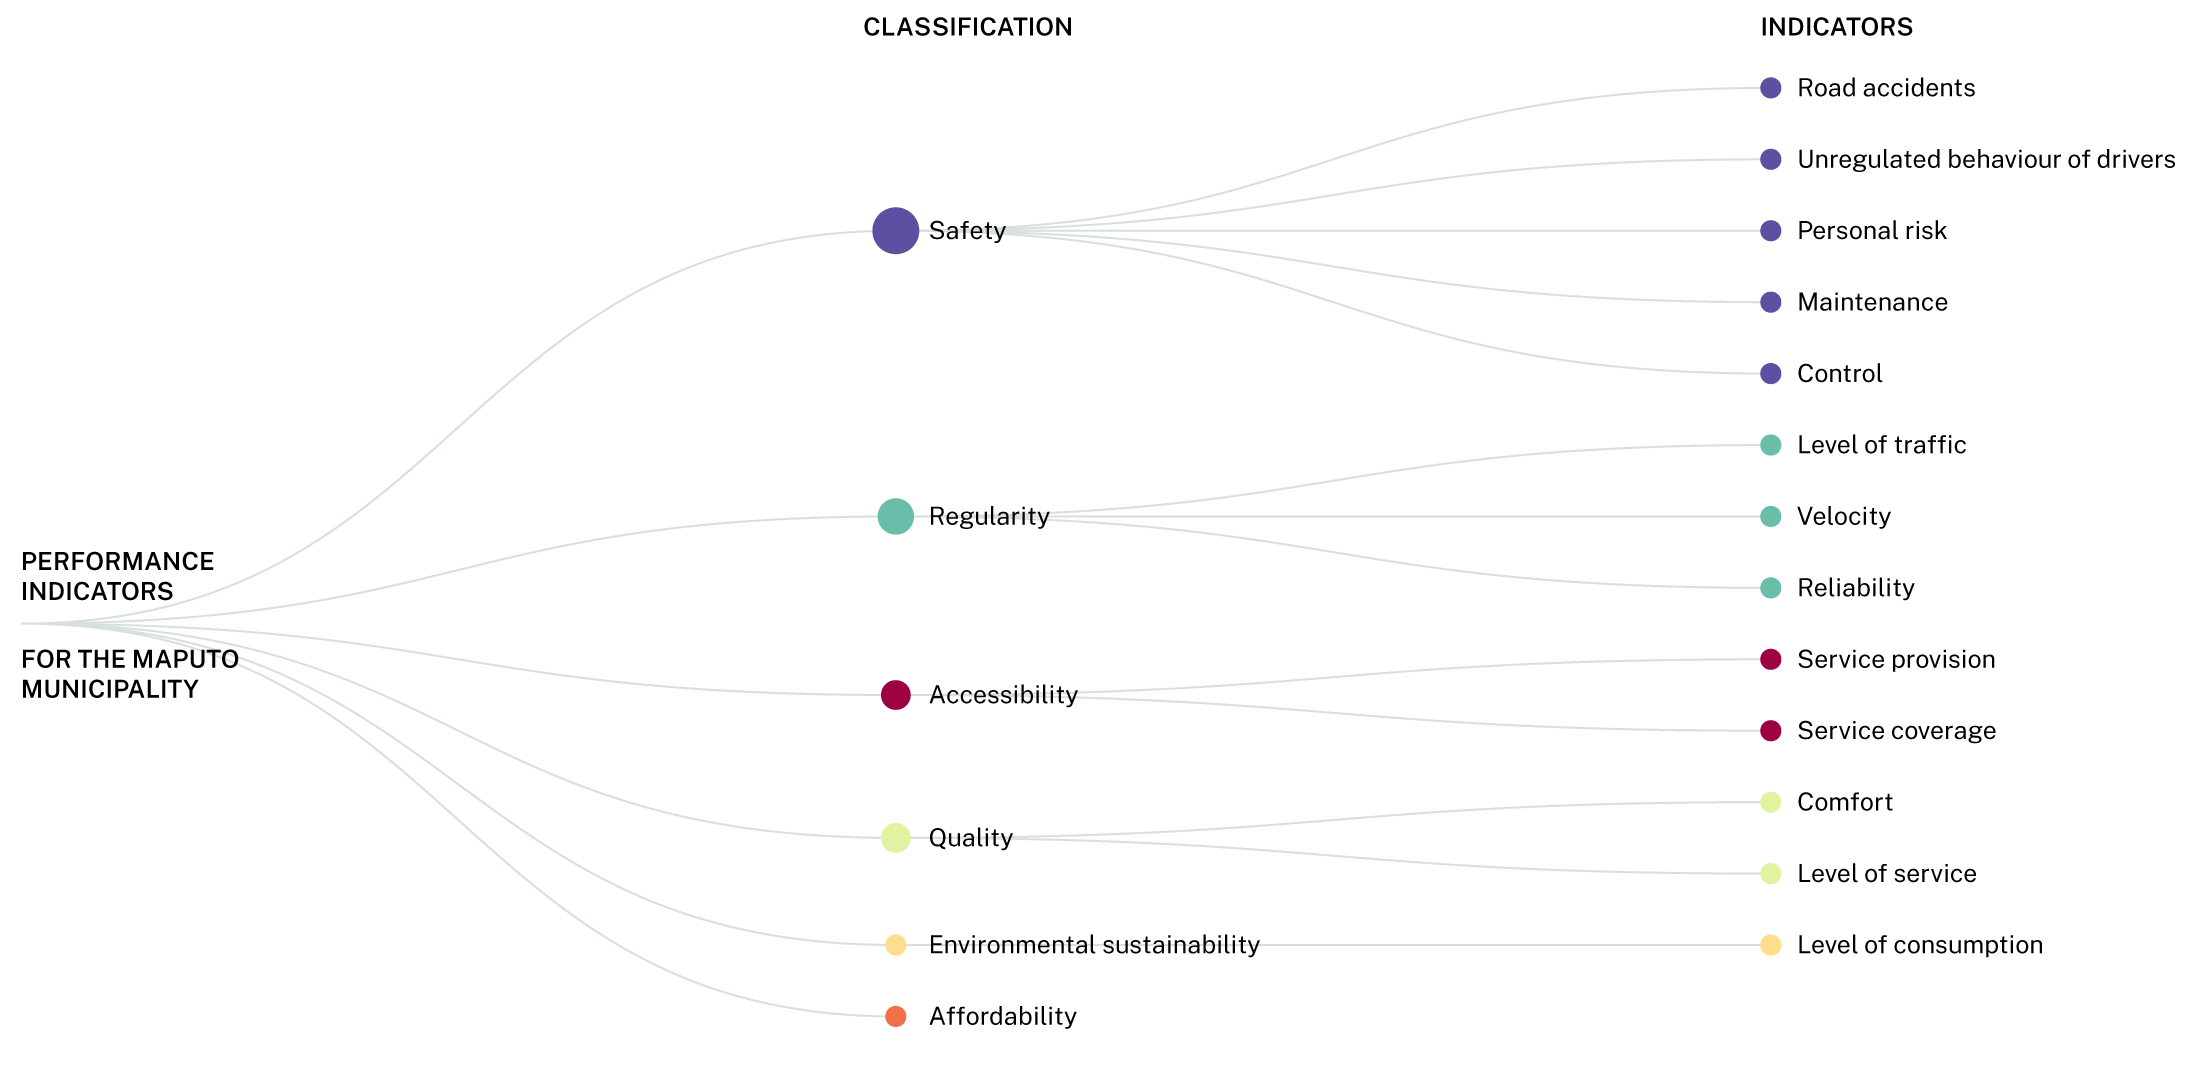 CLASSIFICATION
INDICATORS
PERFORMANCE
INDICATORS
FOR THE MAPUTO
MUNICIPALITY
Safety
Road accidents
Unregulated behaviour of drivers
Personal risk
Maintenance
Control
Regularity
Level of traffic
Velocity
Reliability
Accessibility
Service provision
Service coverage
Quality
Comfort
Level of service
Environmental sustainability
Level of consumption
Affordability